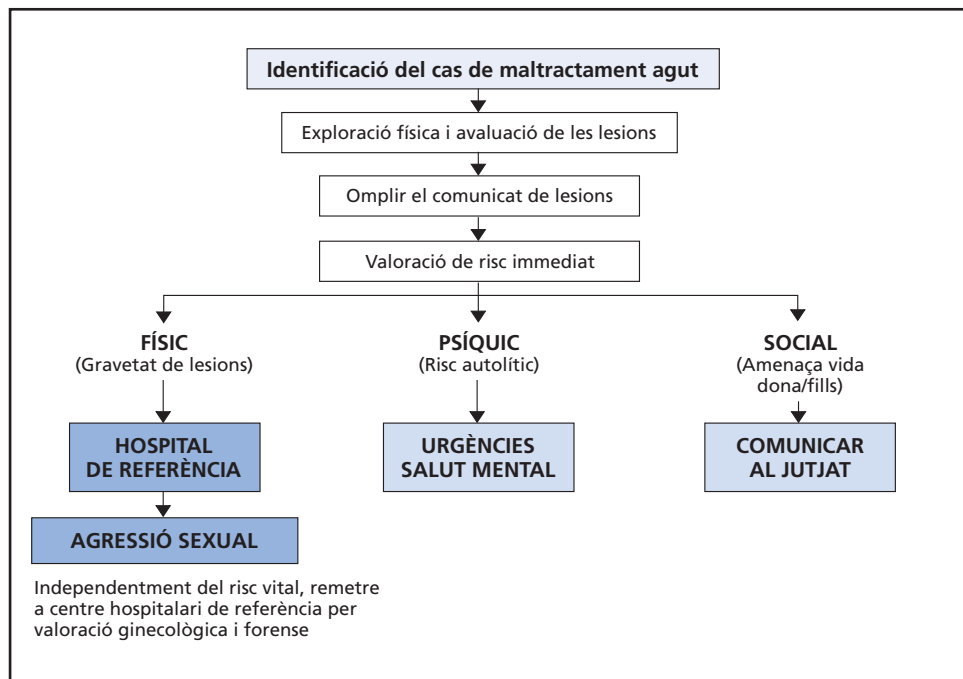 Identificació del cas de maltractament agut
Exploració física i avaluació de les lesions
Omplir el comunicat de lesions
Valoració de risc immediat
FÍSIC
(Gravetat de lesions)
PSÍQUIC
(Risc autolític)
SOCIAL
(Amenaça vida
dona/fills)
HOSPITAL
DE REFERÈNCIA
URGÈNCIES
SALUT MENTAL
COMUNICAR
AL JUTJAT
AGRESSIÓ SEXUAL
Independentment del risc vital, remetre
a centre hospitalari de referència per
valoració ginecològica i forense